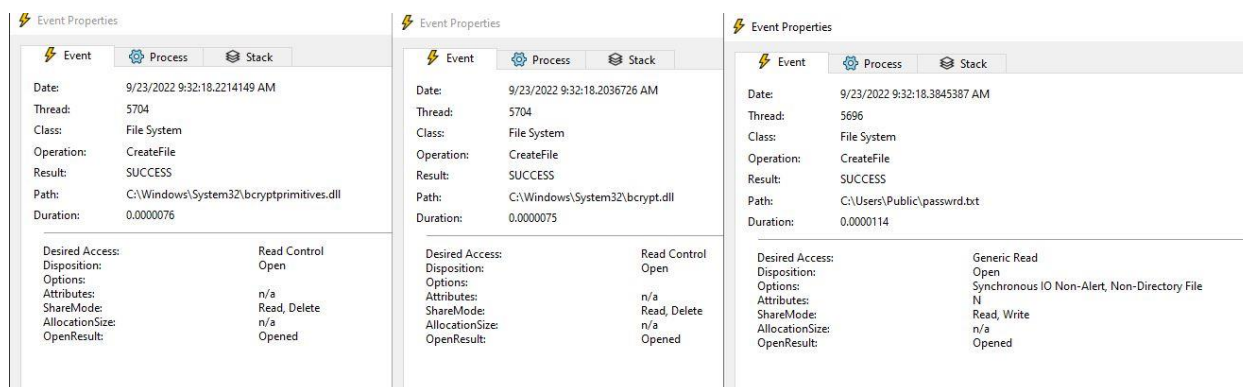 Event Properties
Event Process Stack
Date: 9/23/2022 9:32:18.2214149 AM
Thread: 5704
Class: File System
Operation: CreateFile
Result: SUCCESS
Path: C:\Windows\System32\bcryptprimitives.dll
Duration: 0.0000076
Desired Access: Read Control
Disposition: Open
Options:
Attributes: n/a
ShareMode: Read, Delete
AllocationSize: n/a
OpenResult: Opened
Event Properties
Event Process Stack
Date: 9/23/2022 9:32:18.2036726 AM
Thread: 5704
Class: File System
Operation: CreateFile
Result: SUCCESS
Path: C:\Windows\System32\bcrypt.dll
Duration: 0.0000075
Desired Access: Read Control
Disposition: Open
Options:
Attributes: n/a
ShareMode: Read, Delete
AllocationSize: n/a
OpenResult: Opened
Event Properties
Event Process Stack
Date: 9/23/2022 9:32:18.3845387 AM
Thread: 5696
Class: File System
Operation: CreateFile
Result: SUCCESS
Path: C:\Users\Public\passwrd.txt
Duration: 0.0000114
Desired Access: Generic Read
Disposition: Open
Options: Synchronous IO Non-Alert, Non-Directory File
Attributes: N
ShareMode: Read, Write
AllocationSize: n/a
OpenResult: Opened